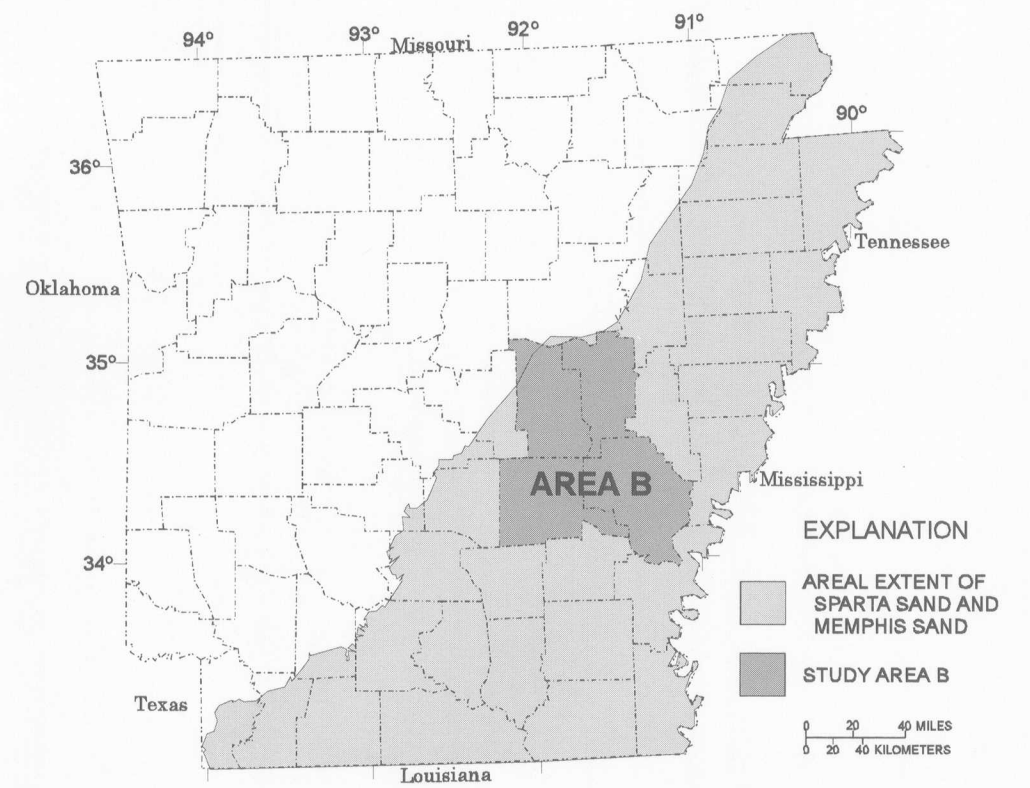 94° 93° Missouri 92° 91°
90°
36°
Tennessee
Oklahoma
35°
AREA B
Mississippi
EXPLANATION
34°
AREAL EXTENT OF
SPARTA SAND AND
MEMPHIS SAND
STUDY AREA B
Texas
0 20 40 MILES
0 20 40 KILOMETERS
Louisiana